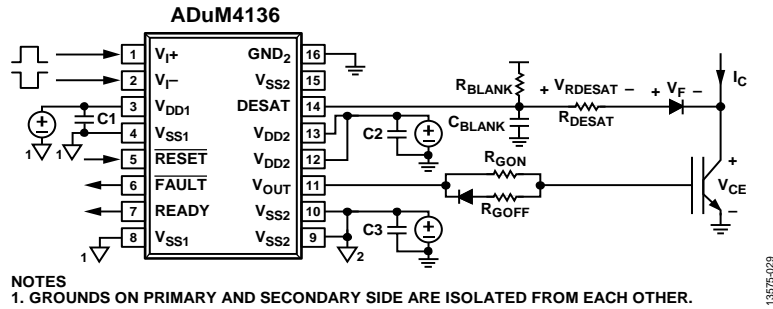 ADuM4136
1 VI+ GND2 16
2 VI– VSS2 15
3 VDD1 DESAT 14
4 VSS1 VDD2 13
5 RESET VDD2 12
6 FAULT VOUT 11
7 READY VSS2 10
8 VSS1 VSS2 9
C1
1 1
1
C2
C3
2
RBLANK
CBLANK
+ VRDESAT –
RDESAT
+ VF –
IC
RGON
RGOFF
+
VCE
–
NOTES
1. GROUNDS ON PRIMARY AND SECONDARY SIDE ARE ISOLATED FROM EACH OTHER.
13575-029